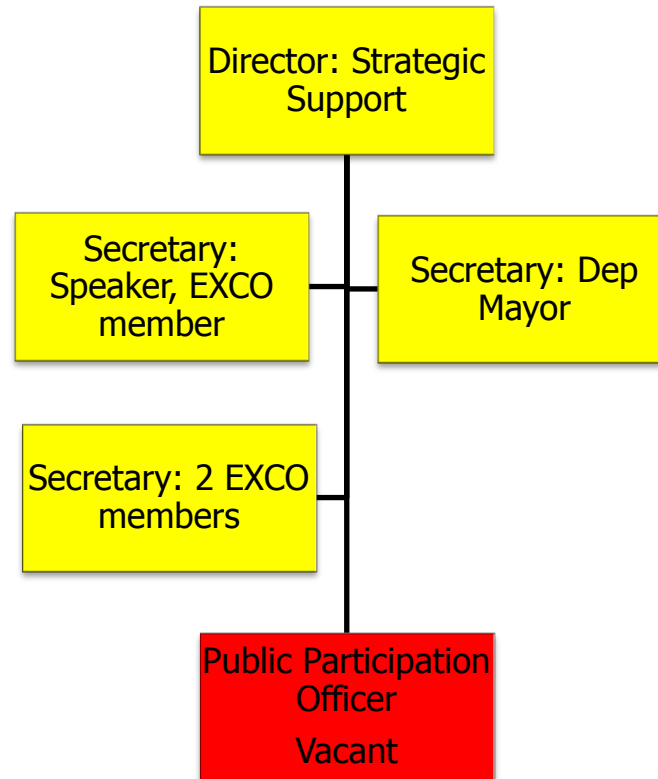 Director: Strategic
Support
Secretary:
Speaker, EXCO
member
Secretary: Dep
Mayor
Secretary: 2 EXCO
members
Public Participation
Officer
Vacant